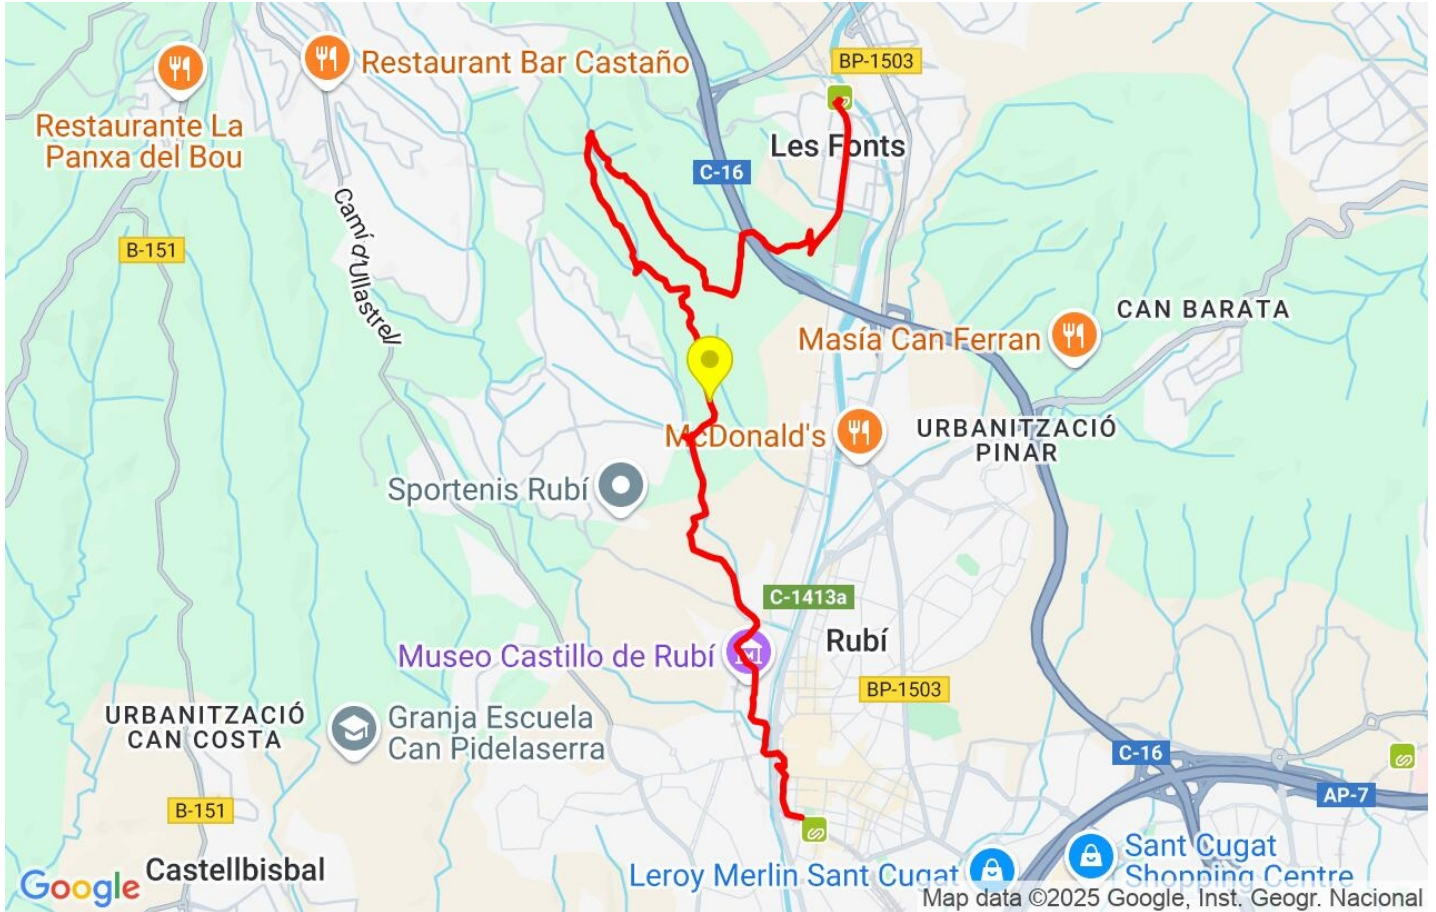 Restaurant Bar Castaño
BP-1503
Restaurante La
Panxa del Bou
Les Fonts
C-16
Camí d'Ullastrell
B-151
CAN BARATA
Masía Can Ferran
McDonald's
URBANITZACIÓ
PINAR
Sportenis Rubí
C-1413a
Rubí
Museo Castillo de Rubí
BP-1503
URBANITZACIÓ
CAN COSTA
Granja Escuela
Can Pidelaserra
C-16
AP-7
B-151
Castellbisbal
Leroy Merlin Sant Cugat
Sant Cugat
Shopping Centre
Google
Map data ©2025 Google, Inst. Geogr. Nacional